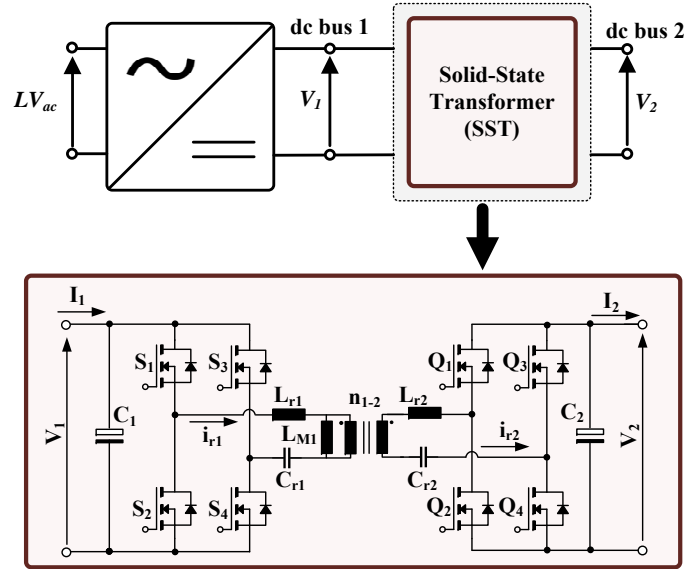 dc bus 1
dc bus 2
LVac
V1
Solid-State
Transformer
(SST)
V2
I1
I2
S1
S3
Q1
Q3
Lr1
n1-2
Lr2
V1
C1
ir1
LM1
ir2
C2
V2
Cr1
Cr2
S2
S4
Q2
Q4